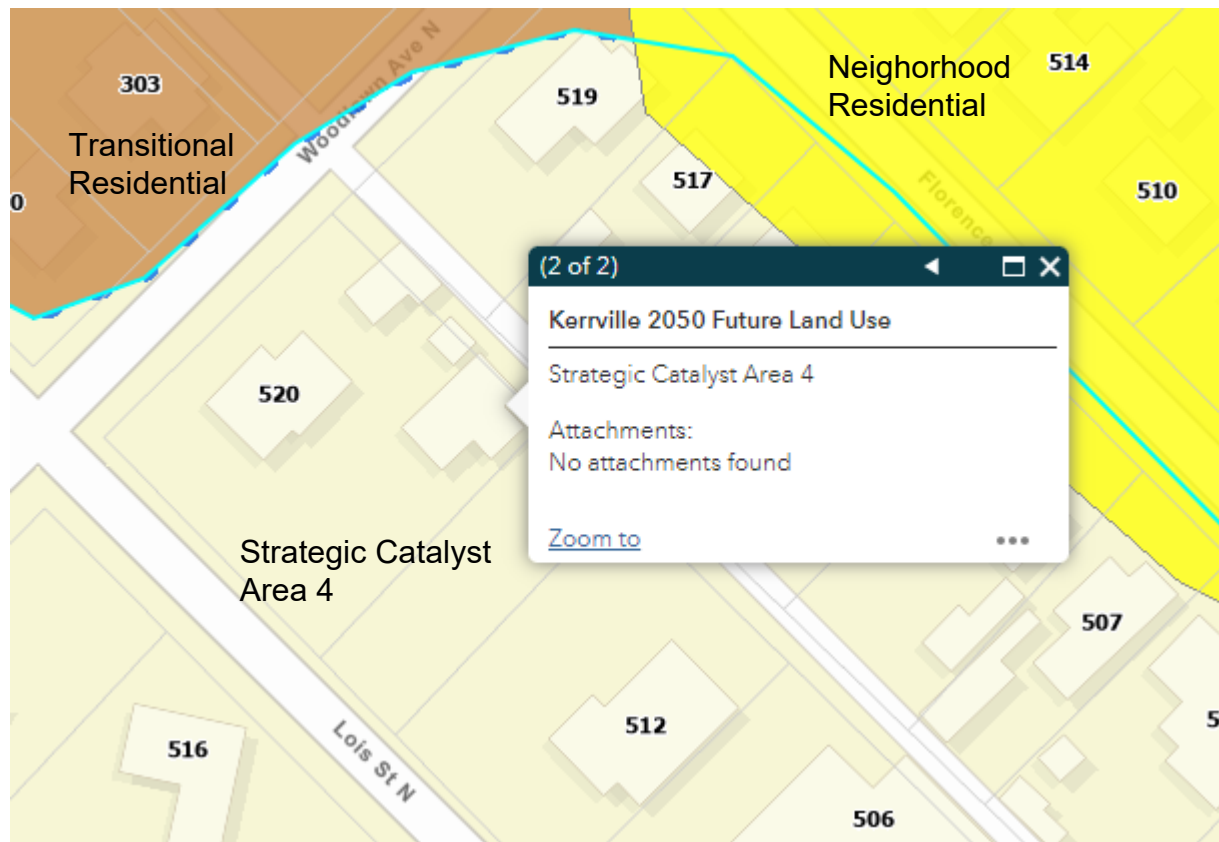 Woodlawn Ave N
303
519
Neighorhood
Residential
514
Transitional
Residential
0
517
510
Florence
(2 of 2)
Kerrville 2050 Future Land Use
Strategic Catalyst Area 4
Attachments:
No attachments found
Zoom to
520
Strategic Catalyst
Area 4
507
512
5
516
Lois St N
506